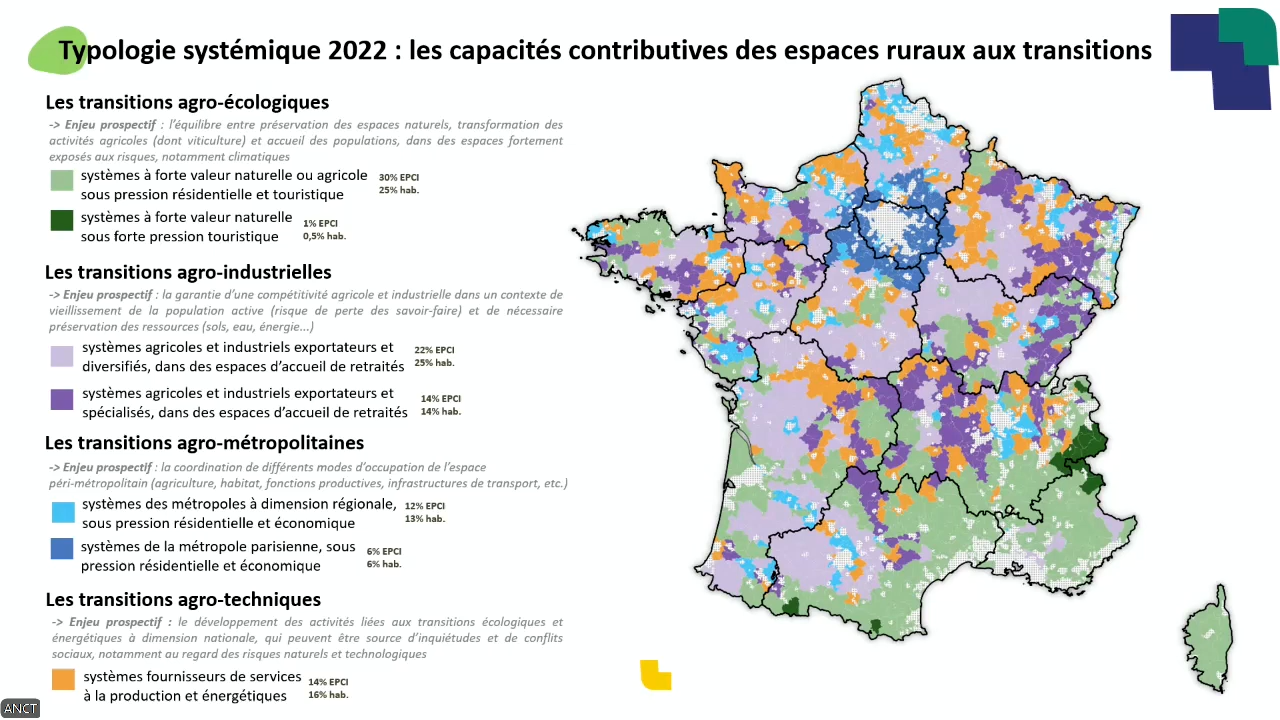 Typologie systémique 2022 : les capacités contributives des espaces ruraux aux transitions
Les transitions agro-écologiques
-> Enjeu prospectif : l'équilibre entre préservation des espaces naturels, transformation des
activités agricoles (dont viticulture) et accueil des populations, dans des espaces fortement
exposés aux risques, notamment climatiques
systèmes à forte valeur naturelle ou agricole
sous pression résidentielle et touristique
30% EPCI
25% hab.
systèmes à forte valeur naturelle
sous forte pression touristique
1% EPCI
0,5% hab.
Les transitions agro-industrielles
-> Enjeu prospectif : la garantie d'une compétitivité agricole et industrielle dans un contexte de
vieillissement de la population active (risque de perte des savoir-faire) et de nécessaire
préservation des ressources (sols, eau, énergie...)
systèmes agricoles et industriels exportateurs et
diversifiés, dans des espaces d'accueil de retraités
22% EPCI
25% hab.
systèmes agricoles et industriels exportateurs et
spécialisés, dans des espaces d'accueil de retraités
14% EPCI
14% hab.
Les transitions agro-métropolitaines
-> Enjeu prospectif : la coordination de différents modes d'occupation de l'espace
péri-métropolitain (agriculture, habitat, fonctions productives, infrastructures de transport, etc.)
systèmes des métropoles à dimension régionale,
sous pression résidentielle et économique
12% EPCI
13% hab.
systèmes de la métropole parisienne, sous
pression résidentielle et économique
6% EPCI
6% hab.
Les transitions agro-techniques
-> Enjeu prospectif : le développement des activités liées aux transitions écologiques et
énergétiques à dimension nationale, qui peuvent être source d'inquiétudes et de conflits
sociaux, notamment au regard des risques naturels et technologiques
systèmes fournisseurs de services
à la production et énergétiques
14% EPCI
16% hab.
ANCT